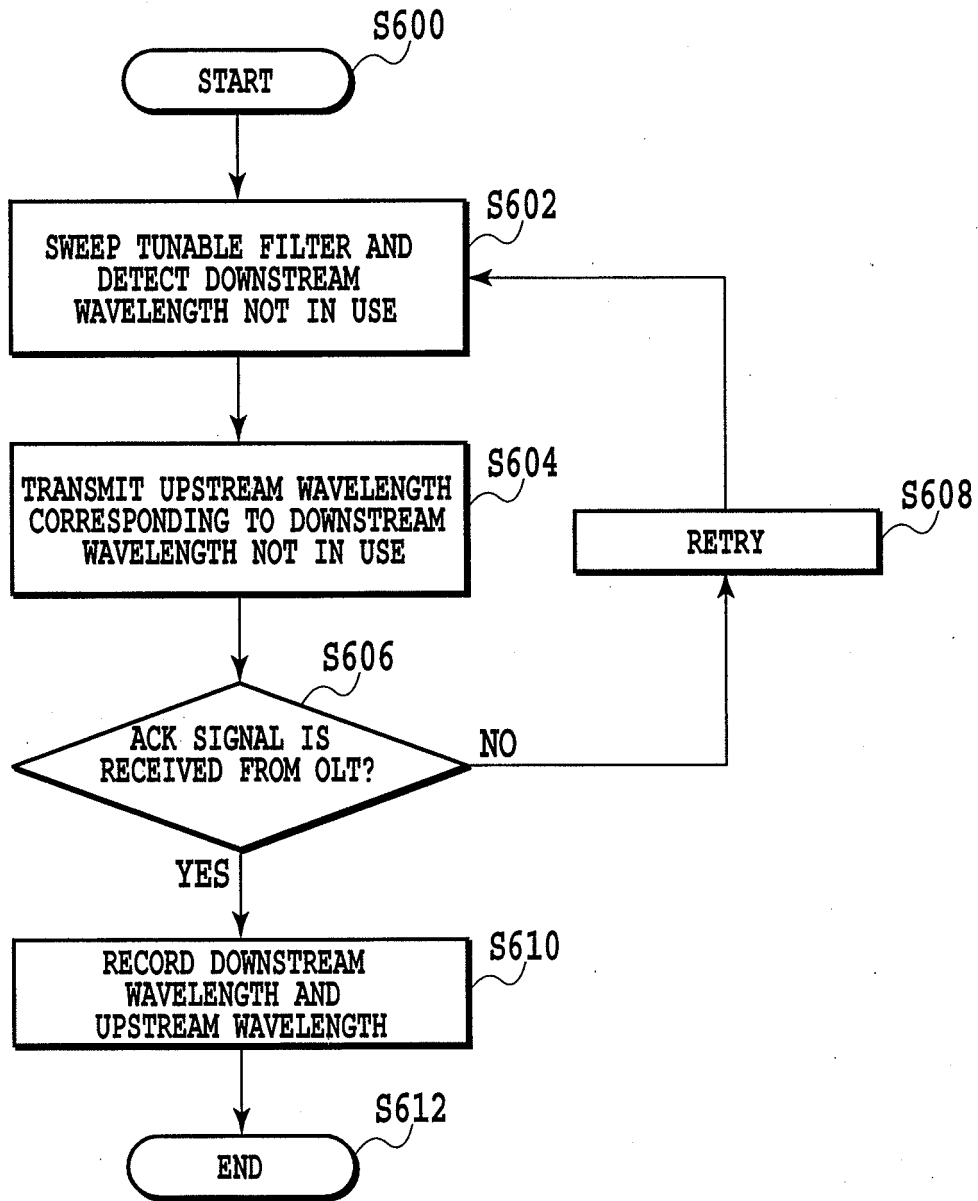 S600
START
S602
SWEEP TUNABLE FILTER AND
DETECT DOWNSTREAM
WAVELENGTH NOT IN USE
S604
TRANSMIT UPSTREAM WAVELENGTH
CORRESPONDING TO DOWNSTREAM
WAVELENGTH NOT IN USE
S608
RETRY
S606
ACK SIGNAL IS
RECEIVED FROM OLT?
NO
YES
S610
RECORD DOWNSTREAM
WAVELENGTH AND
UPSTREAM WAVELENGTH
S612
END